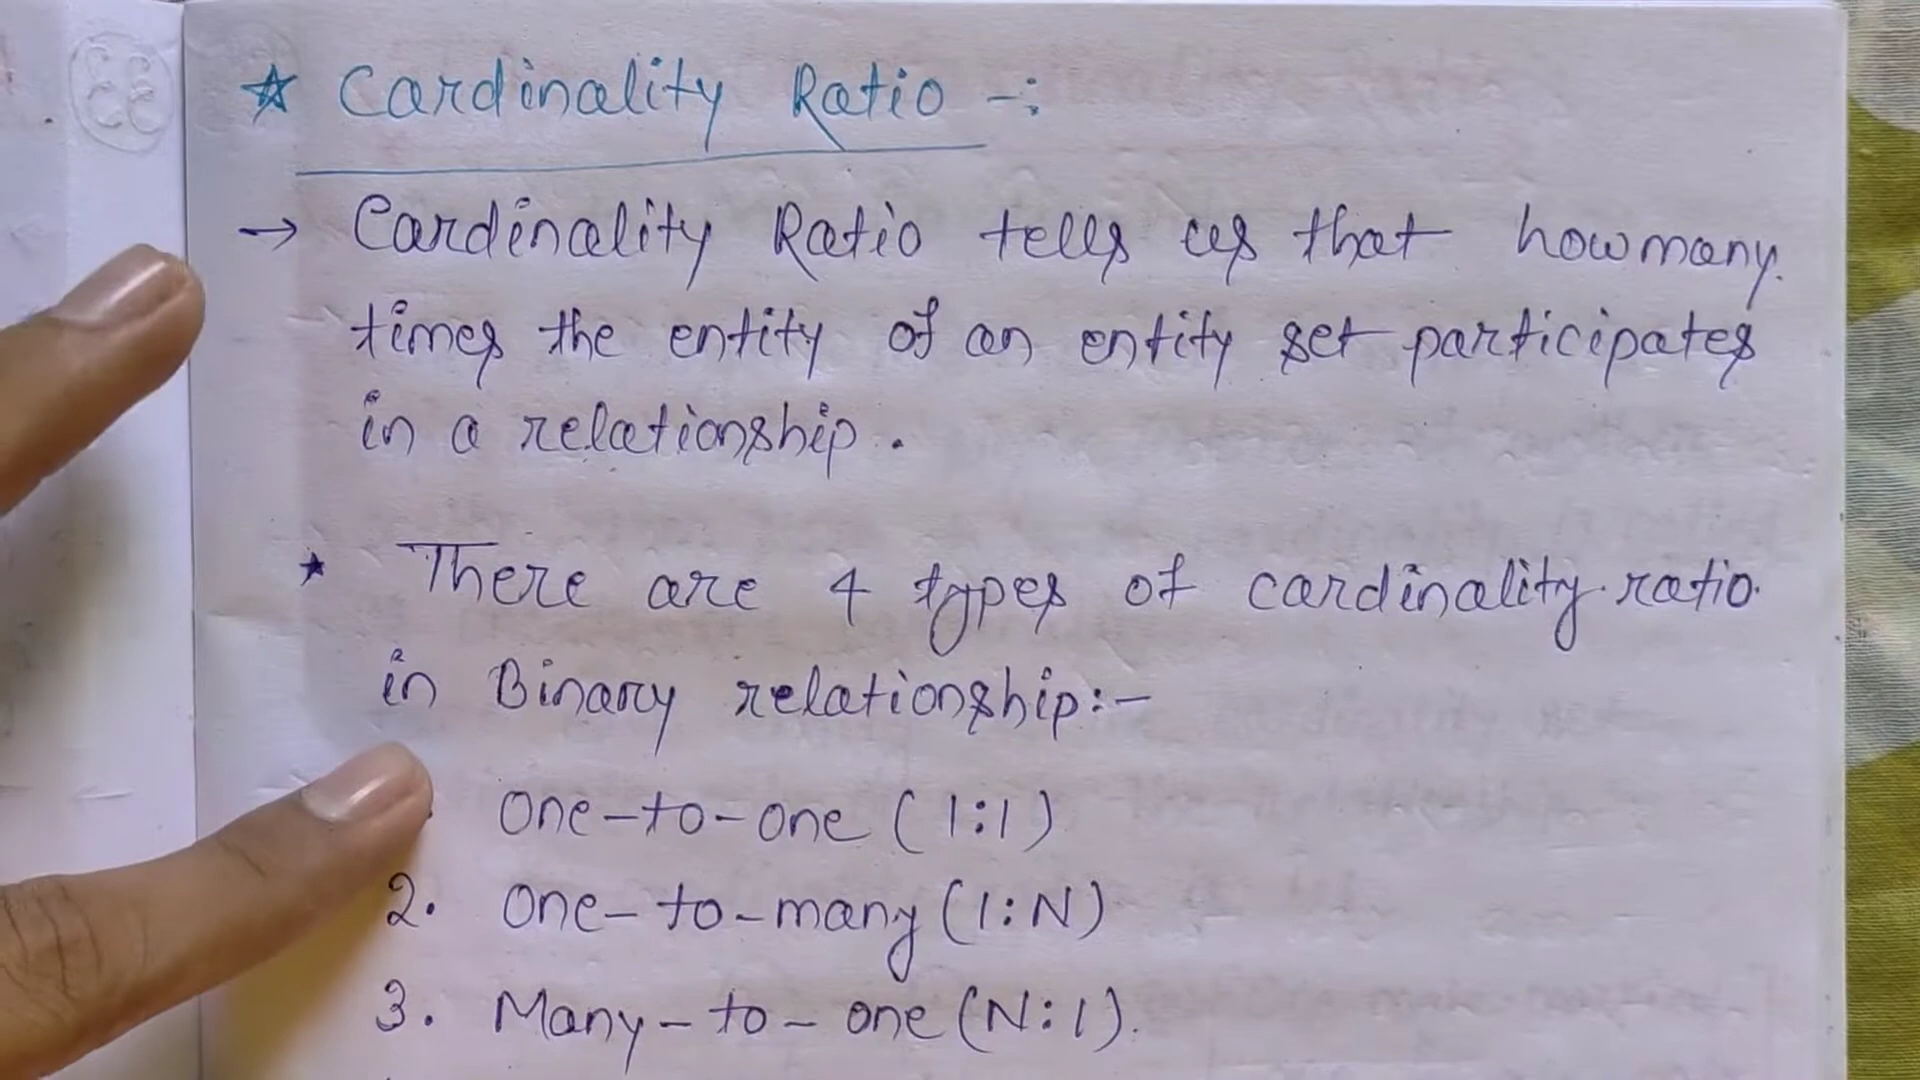 ☆ Cardinality Ratio -:
→ Cardinality Ratio tells us that how many
times the entity of an entity set participates
in a relationship.
★ There are 4 types of cardinality ratio
in Binary relationship:-
One-to-one (1:1)
2. One-to-many (1:N)
3. Many-to-one (N:1).